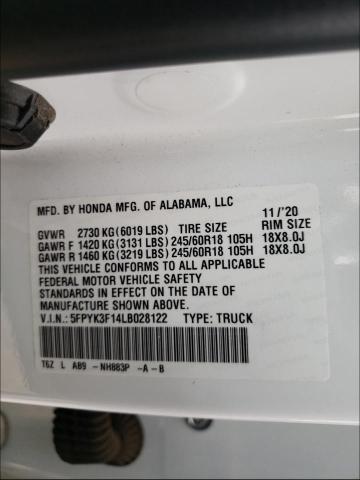 MFD. BY HONDA MFG. OF ALABAMA, LLC
11/'20
GVWR 2730 KG(6019 LBS) TIRE SIZE RIM SIZE
GAWR F 1420 KG(3131 LBS) 245/60R18 105H 18X8.0J
GAWR R 1460 KG(3219 LBS) 245/60R18 105H 18X8.0J
THIS VEHICLE CONFORMS TO ALL APPLICABLE
FEDERAL MOTOR VEHICLE SAFETY
STANDARDS IN EFFECT ON THE DATE OF
MANUFACTURE SHOWN ABOVE.
V.I.N.: 5FPYK3F14LB028122 TYPE: TRUCK
T6Z L AB9 -NH883P -A-B